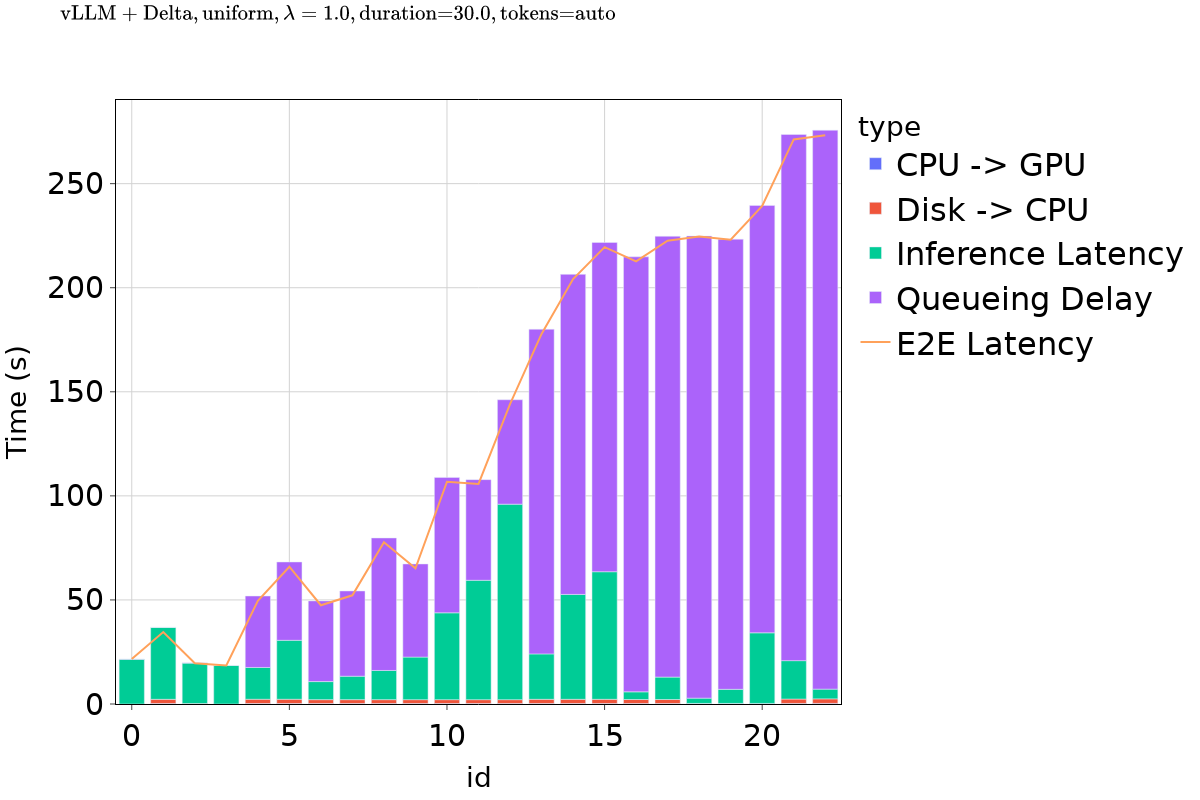 vLLM + Delta, uniform, λ = 1.0, duration=30.0, tokens=auto
type
CPU -> GPU
Disk -> CPU
Inference Latency
Queueing Delay
E2E Latency
Time (s)
250
200
150
100
50
0
0 5 10 15 20
id